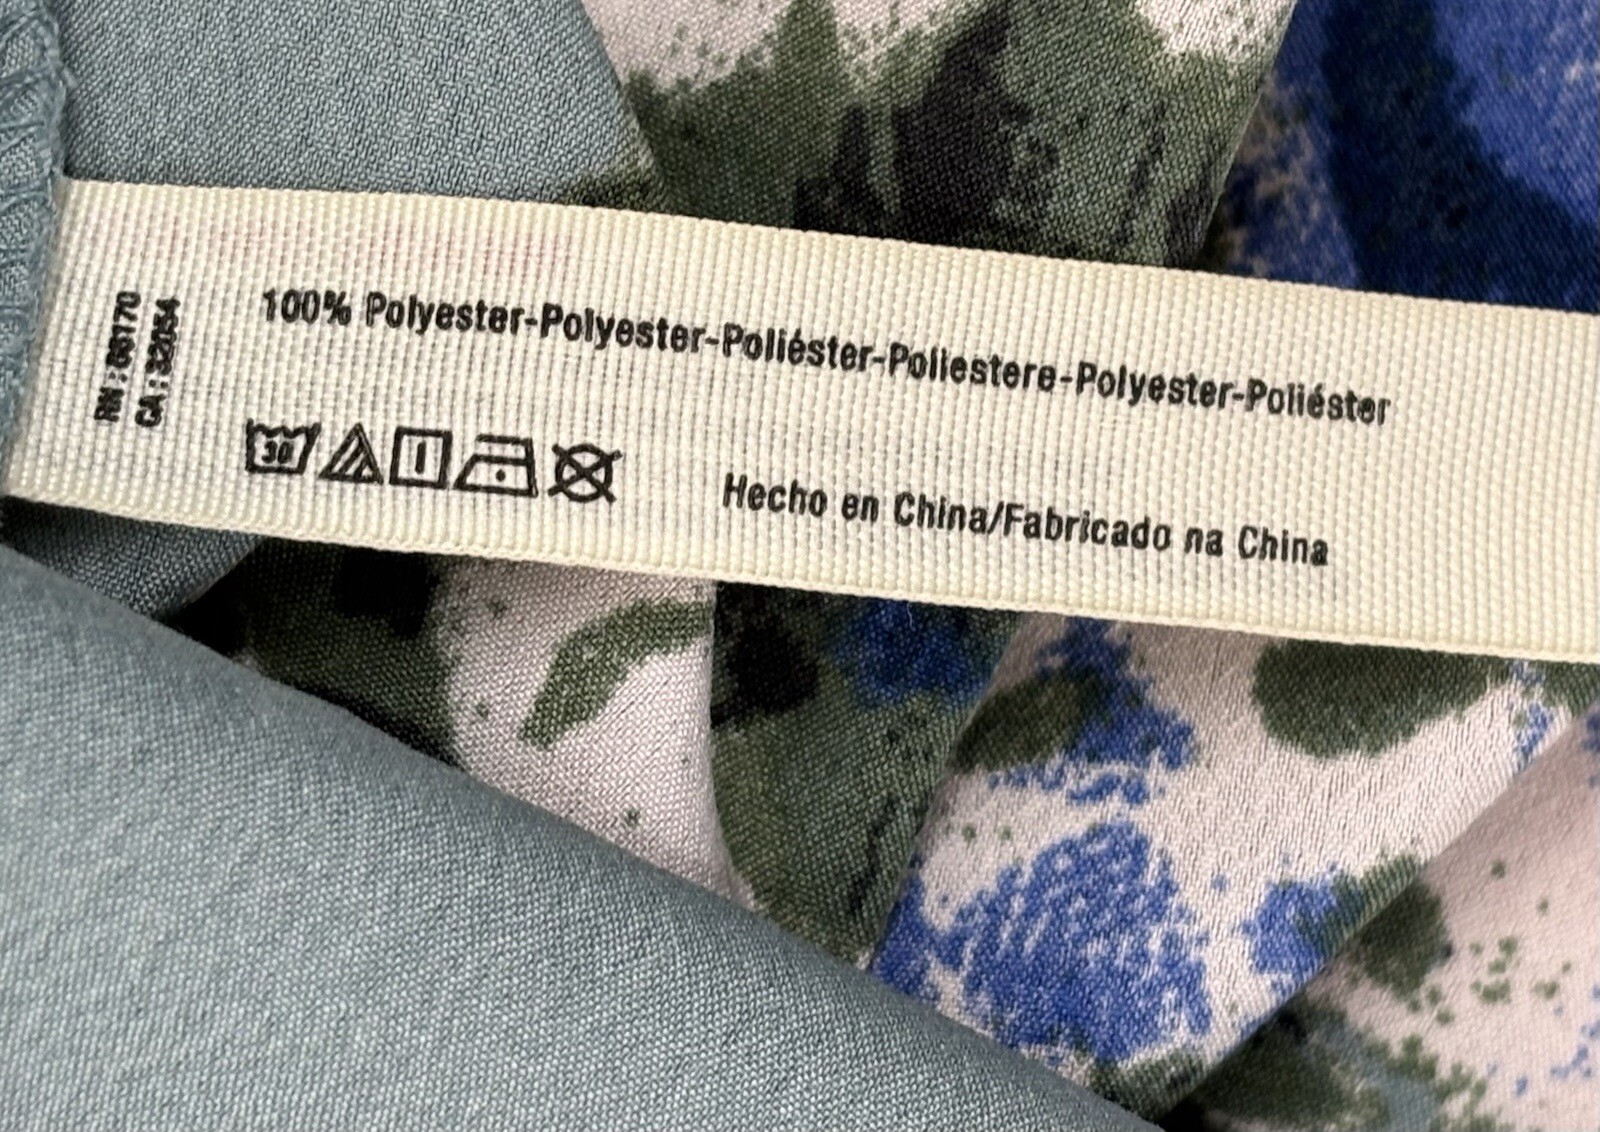 RN : 66170
CA : 32054
100% Polyester-Polyester-Poliéster-Poliestere-Polyester-Poliéster
30
Hecho en China/Fabricado na China